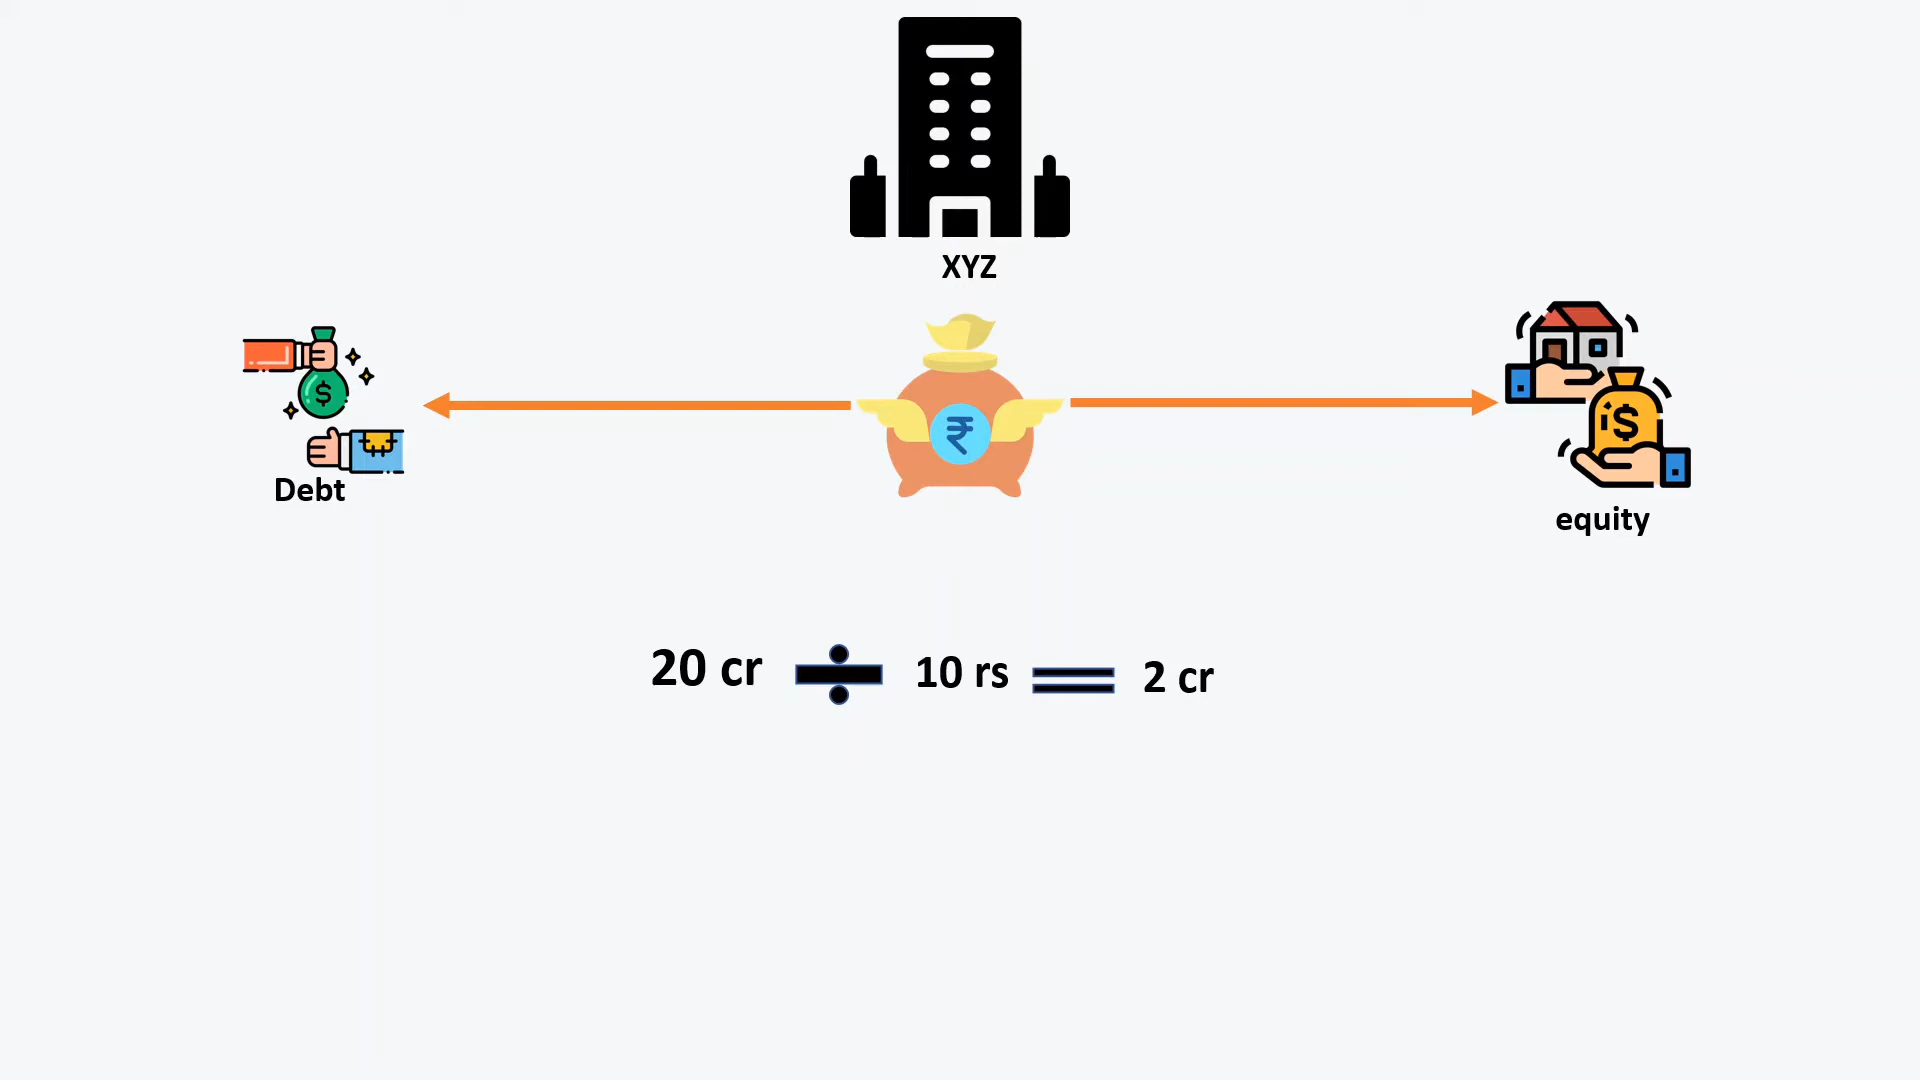 XYZ
$
₹
$
Debt
equity
20 cr ÷ 10 rs = 2 cr